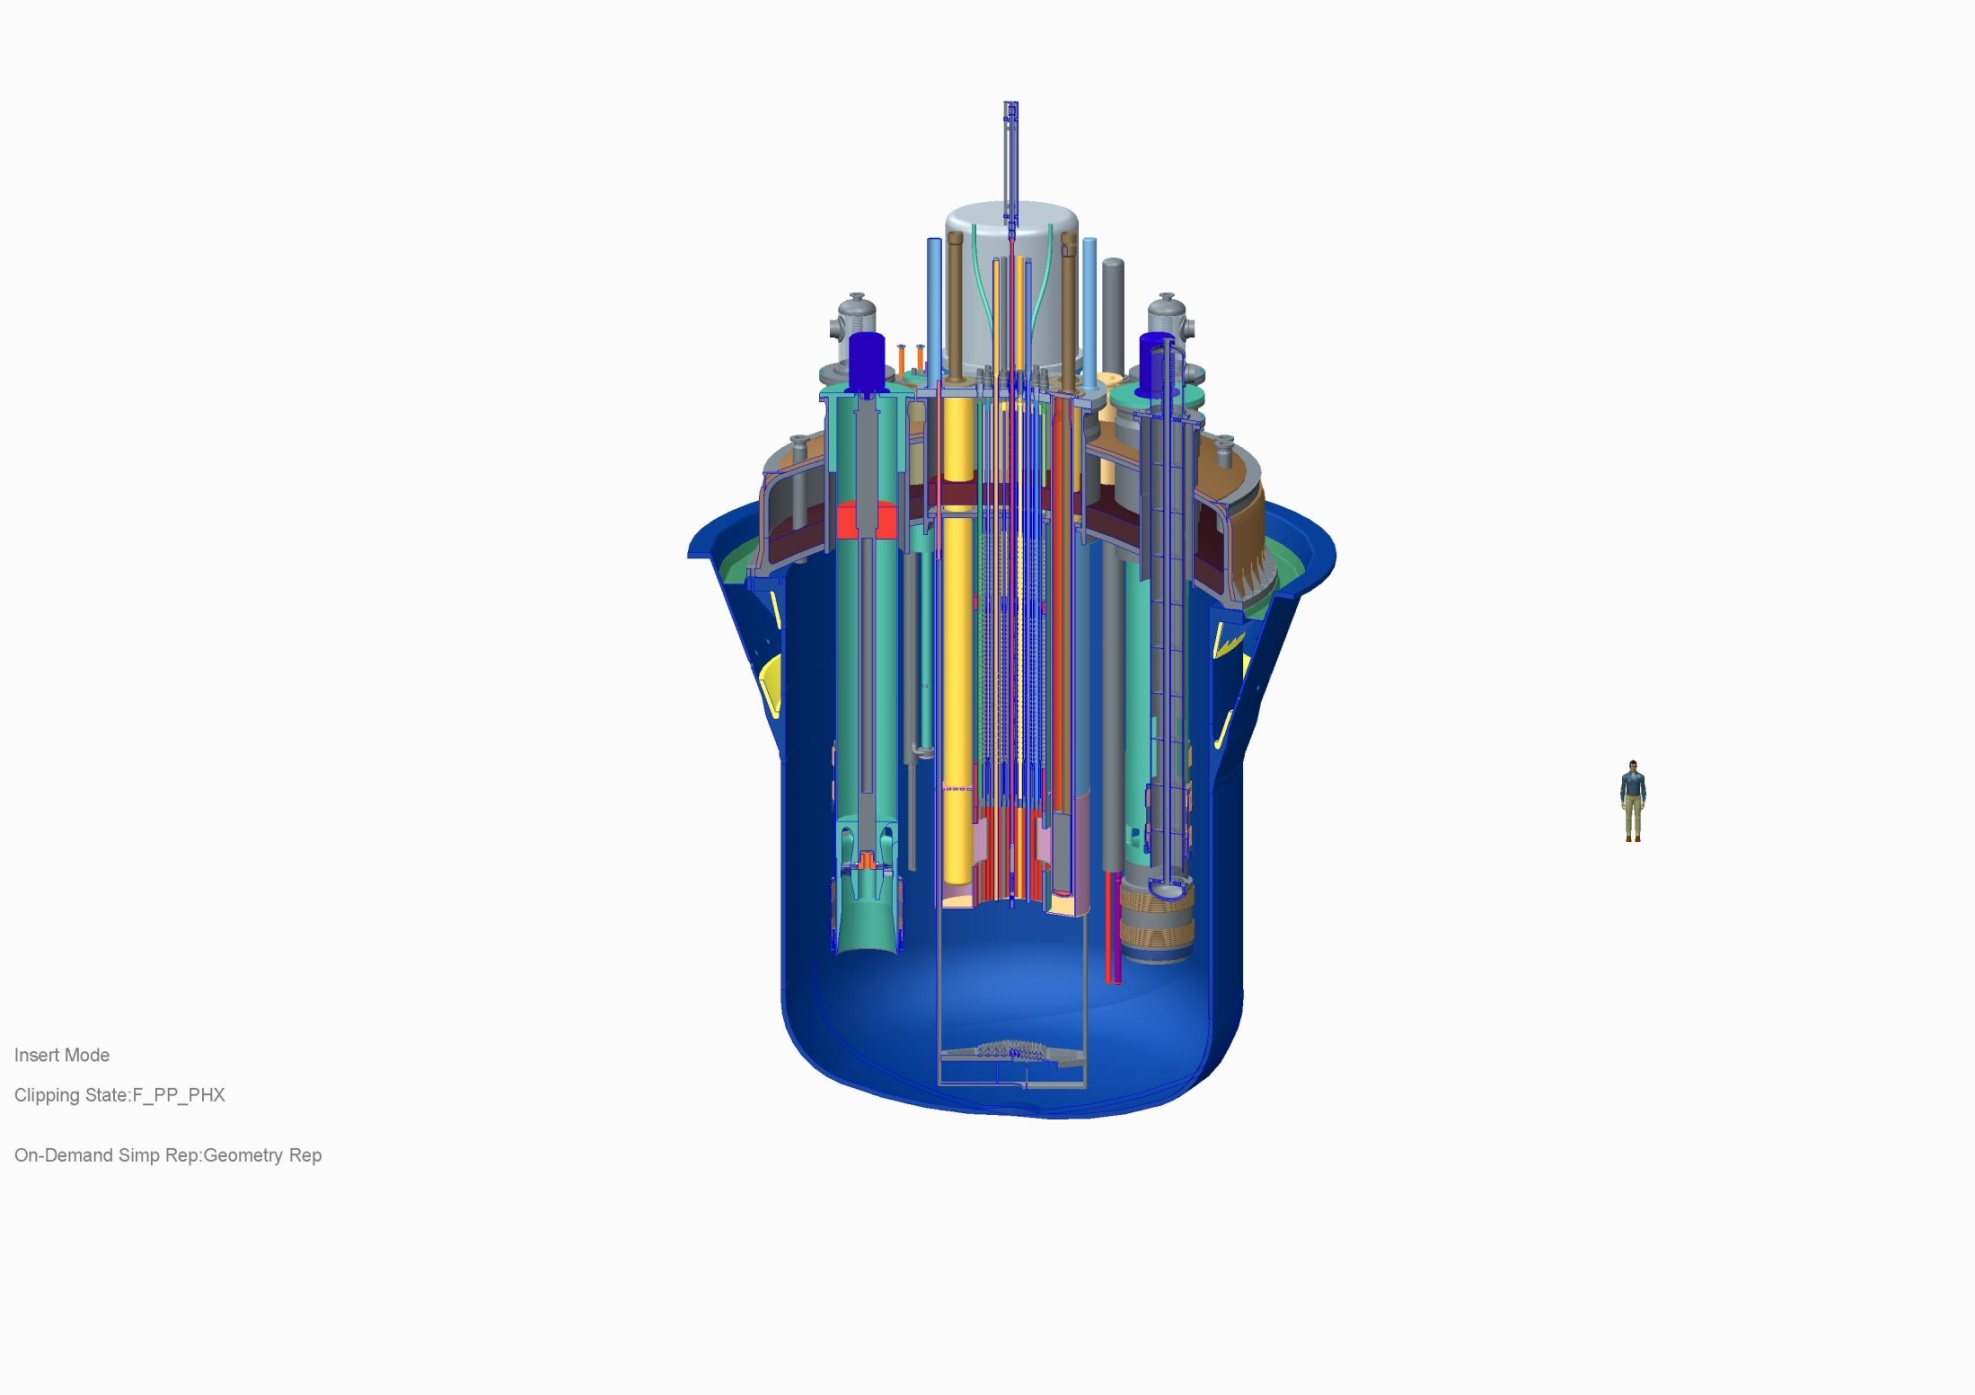 Insert Mode
Clipping State:F_PP_PHX
On-Demand Simp Rep:Geometry Rep